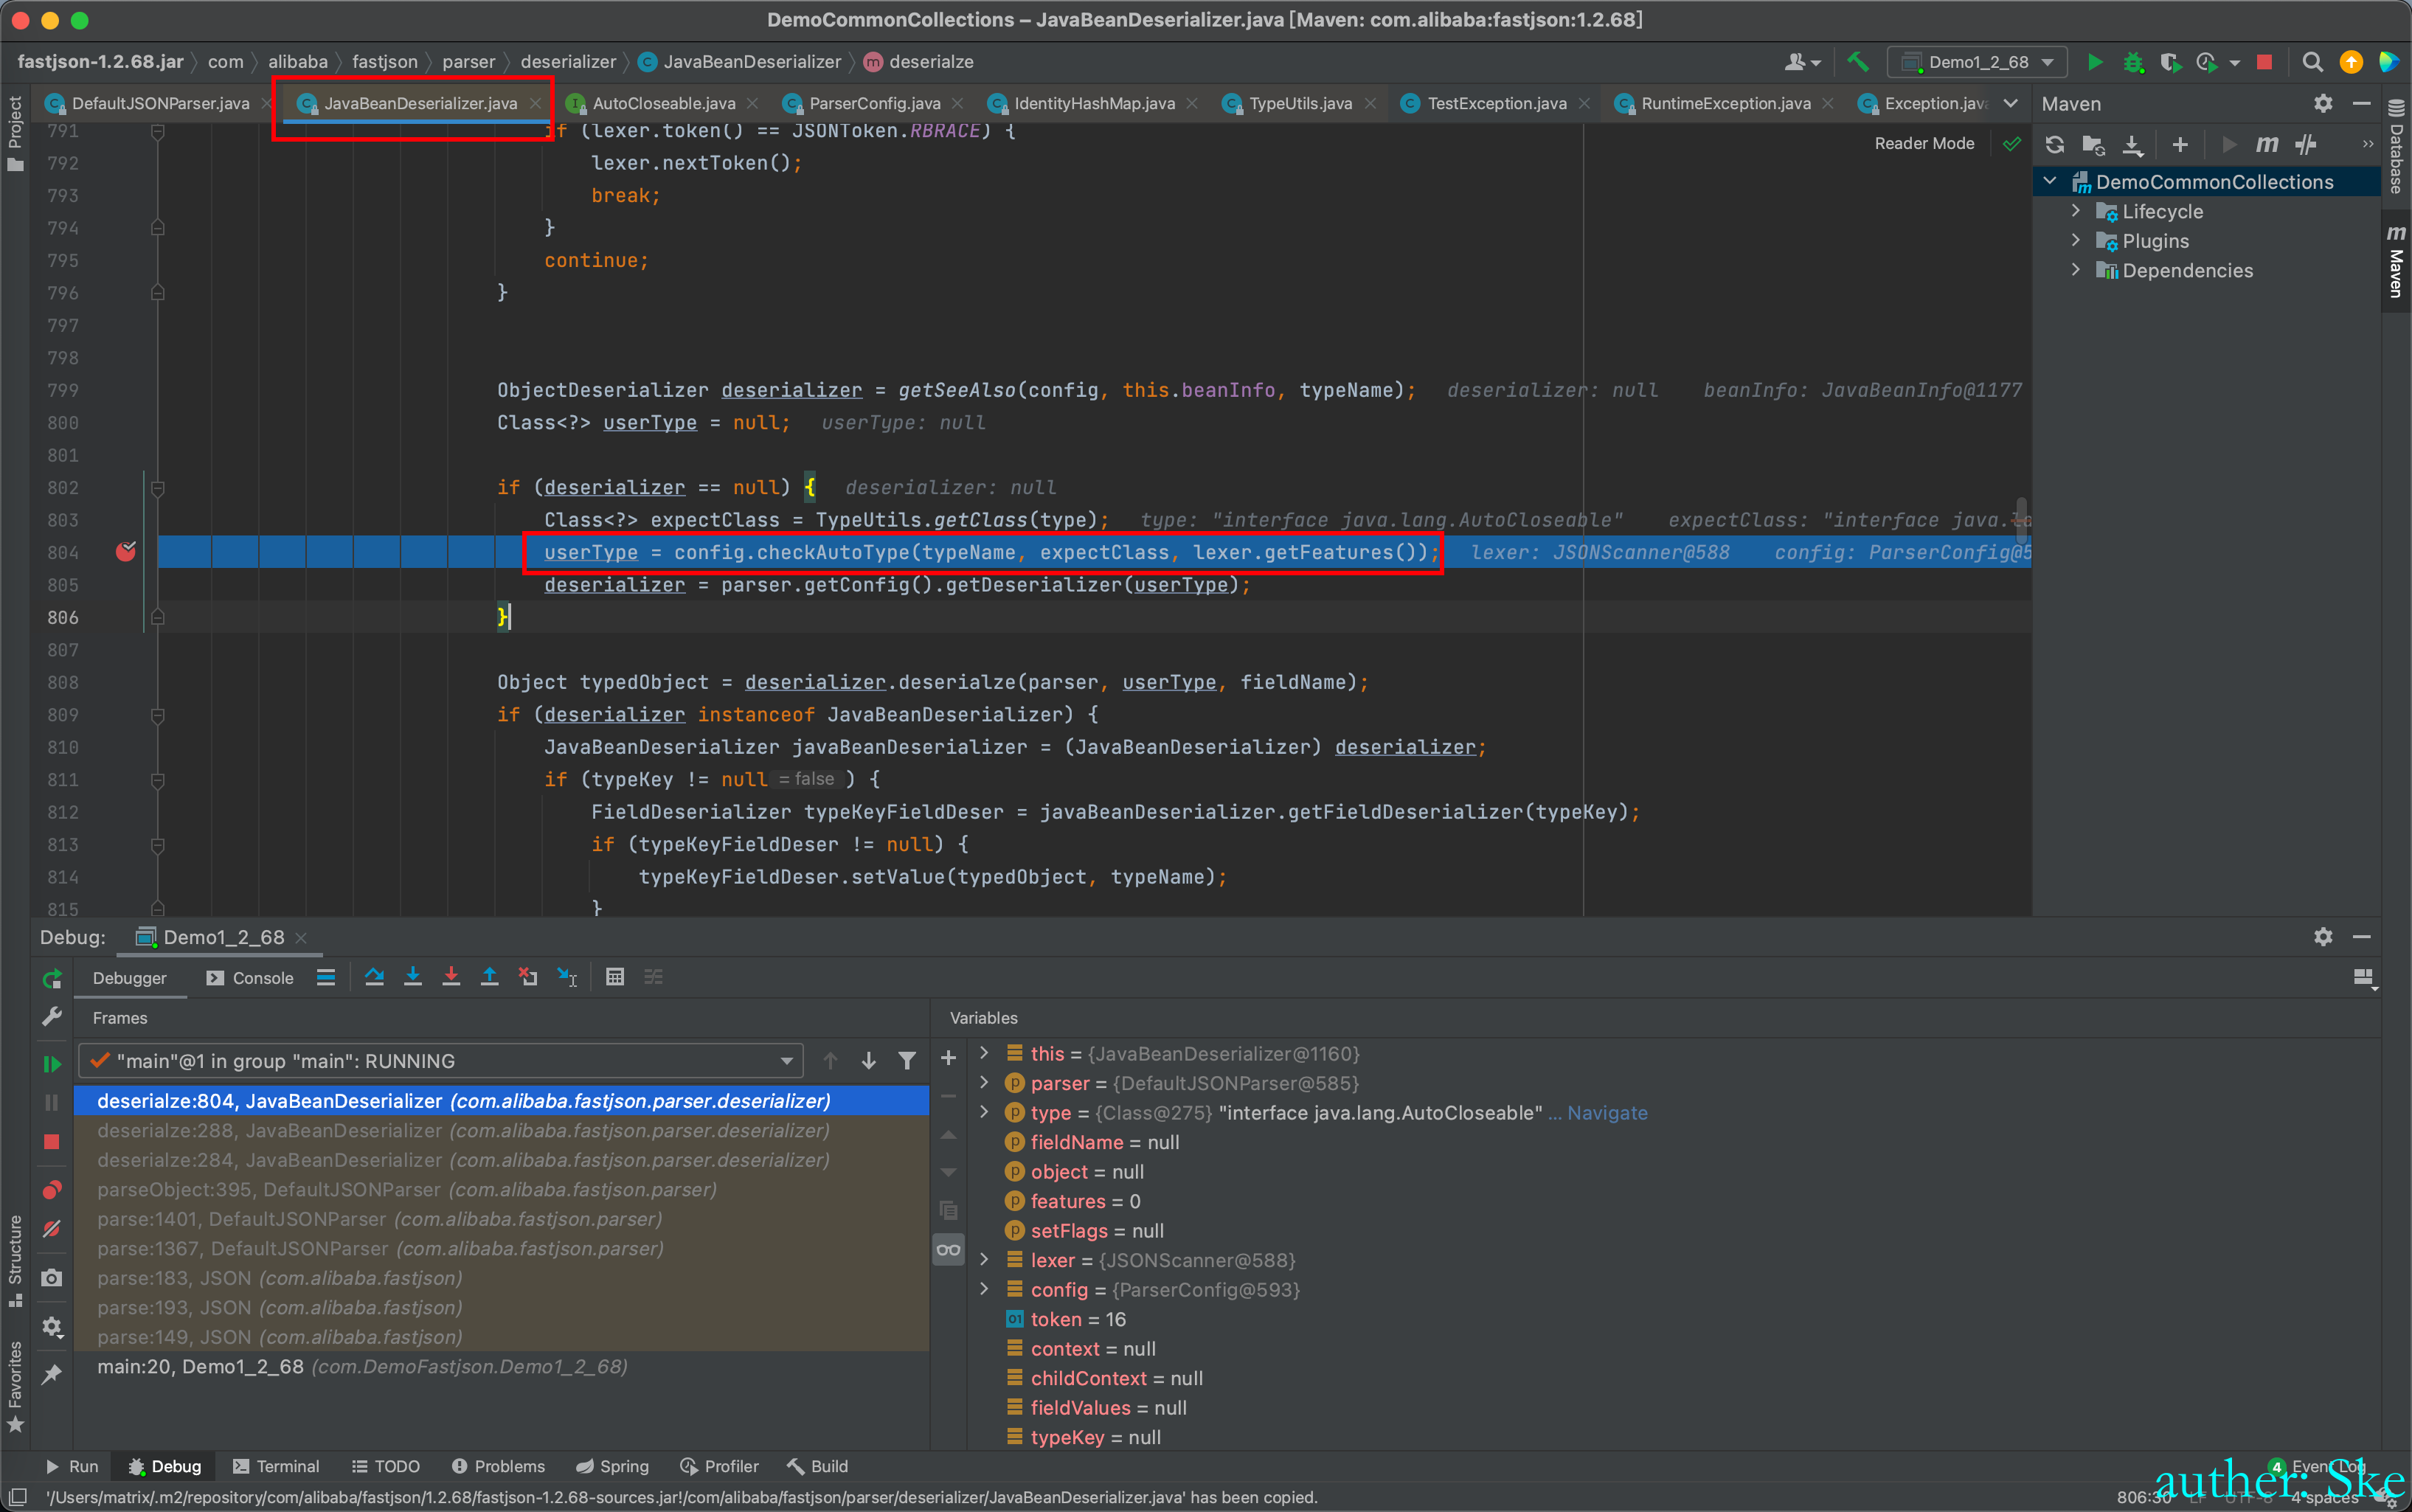 DemoCommonCollections – JavaBeanDeserializer.java [Maven: com.alibaba:fastjson:1.2.68]
fastjson-1.2.68.jar com alibaba fastjson parser deserializer JavaBeanDeserializer deserialze
Demo1_2_68
DefaultJSONParser.java JavaBeanDeserializer.java AutoCloseable.java ParserConfig.java IdentityHashMap.java TypeUtils.java TestException.java RuntimeException.java Exception.java
Maven
Reader Mode
Project
Database
Maven
DemoCommonCollections
Lifecycle
Plugins
Dependencies
791 if (lexer.token() == JSONToken.RBRACE) {
792 lexer.nextToken();
793 break;
794 }
795 continue;
796 }
797
798
799 ObjectDeserializer deserializer = getSeeAlso(config, this.beanInfo, typeName); deserializer: null beanInfo: JavaBeanInfo@1177
800 Class<?> userType = null; userType: null
801
802 if (deserializer == null) { deserializer: null
803 Class<?> expectClass = TypeUtils.getClass(type); type: "interface java.lang.AutoCloseable" expectClass: "interface java.la
804 userType = config.checkAutoType(typeName, expectClass, lexer.getFeatures()); lexer: JSONScanner@588 config: ParserConfig@5
805 deserializer = parser.getConfig().getDeserializer(userType);
806 }
807
808 Object typedObject = deserializer.deserialze(parser, userType, fieldName);
809 if (deserializer instanceof JavaBeanDeserializer) {
810 JavaBeanDeserializer javaBeanDeserializer = (JavaBeanDeserializer) deserializer;
811 if (typeKey != null = false ) {
812 FieldDeserializer typeKeyFieldDeser = javaBeanDeserializer.getFieldDeserializer(typeKey);
813 if (typeKeyFieldDeser != null) {
814 typeKeyFieldDeser.setValue(typedObject, typeName);
815 }
Debug: Demo1_2_68
Debugger Console
Frames
"main"@1 in group "main": RUNNING
deserialze:804, JavaBeanDeserializer (com.alibaba.fastjson.parser.deserializer)
deserialze:288, JavaBeanDeserializer (com.alibaba.fastjson.parser.deserializer)
deserialze:284, JavaBeanDeserializer (com.alibaba.fastjson.parser.deserializer)
parseObject:395, DefaultJSONParser (com.alibaba.fastjson.parser)
parse:1401, DefaultJSONParser (com.alibaba.fastjson.parser)
parse:1367, DefaultJSONParser (com.alibaba.fastjson.parser)
parse:183, JSON (com.alibaba.fastjson)
parse:193, JSON (com.alibaba.fastjson)
parse:149, JSON (com.alibaba.fastjson)
main:20, Demo1_2_68 (com.DemoFastjson.Demo1_2_68)
Variables
this = {JavaBeanDeserializer@1160}
parser = {DefaultJSONParser@585}
type = {Class@275} "interface java.lang.AutoCloseable" ... Navigate
fieldName = null
object = null
features = 0
setFlags = null
lexer = {JSONScanner@588}
config = {ParserConfig@593}
token = 16
context = null
childContext = null
fieldValues = null
typeKey = null
Structure
Favorites
Run Debug Terminal TODO Problems Spring Profiler Build
4 Event Log
'/Users/matrix/.m2/repository/com/alibaba/fastjson/1.2.68/fastjson-1.2.68-sources.jar!/com/alibaba/fastjson/parser/deserializer/JavaBeanDeserializer.java' has been copied.
806:30 LF UTF-8 4 spaces
auther: Ske